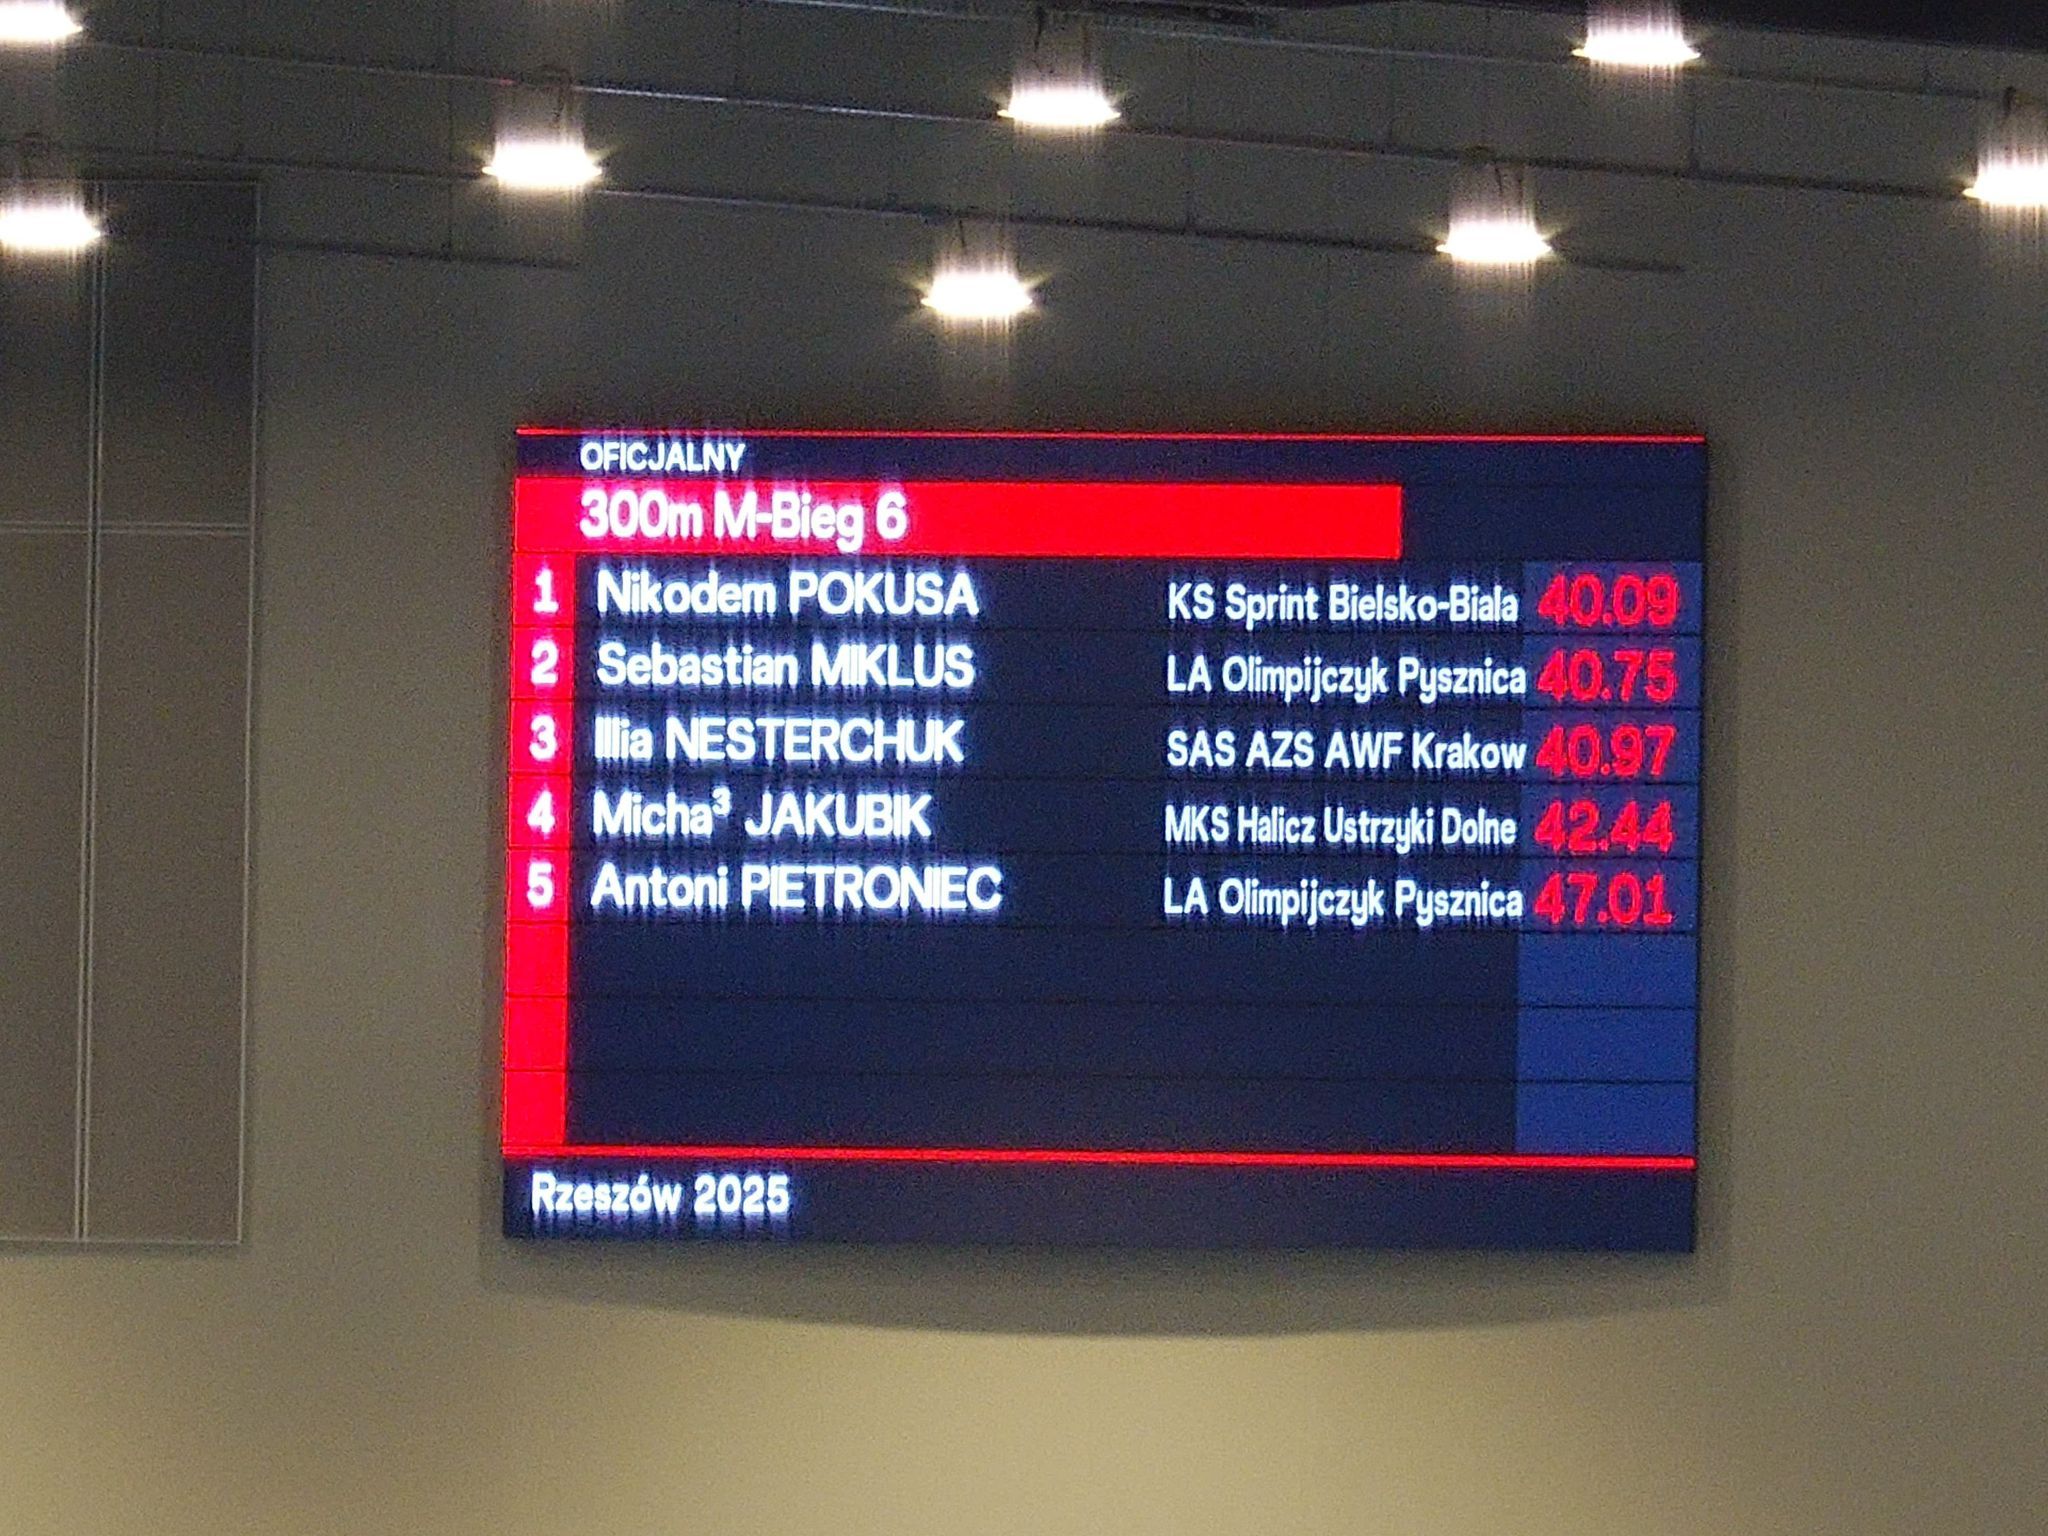 OFICJALNY
300m M-Bieg 6
1 Nikodem POKUSA KS Sprint Bielsko-Biala 40.09
2 Sebastian MIKLUS LA Olimpijczyk Pysznica 40.75
3 Illia NESTERCHUK SAS AZS AWF Krakow 40.97
4 Micha³ JAKUBIK MKS Halicz Ustrzyki Dolne 42.44
5 Antoni PIETRONIEC LA Olimpijczyk Pysznica 47.01
Rzeszów 2025